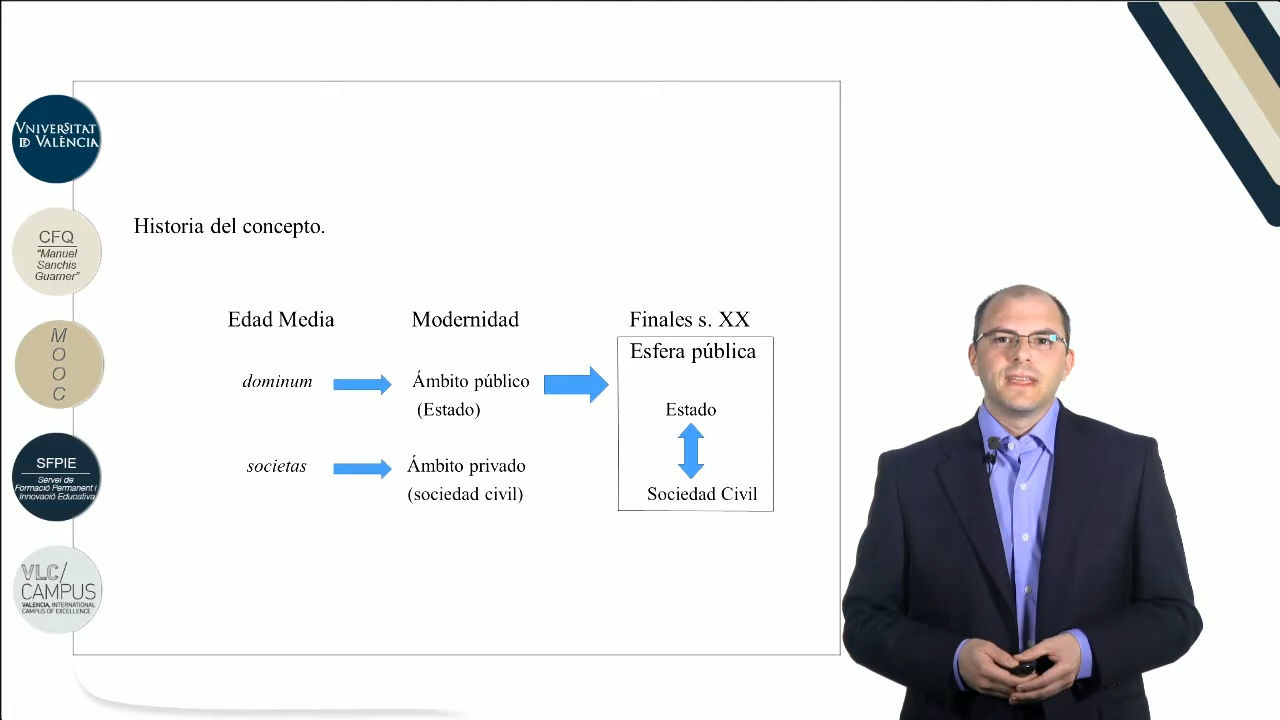 VNIVERSITAT
DE VALÈNCIA
CFQ
“Manuel
Sanchis
Guarner”
M
O
O
C
SFPIE
Servei de
Formació Permanent i
Innovació Educativa
VLC/
CAMPUS
VALENCIA, INTERNATIONAL
CAMPUS OF EXCELLENCE
Historia del concepto.
Edad Media
Modernidad
Finales s. XX
Esfera pública
dominum
Ámbito público
(Estado)
Estado
societas
Ámbito privado
(sociedad civil)
Sociedad Civil